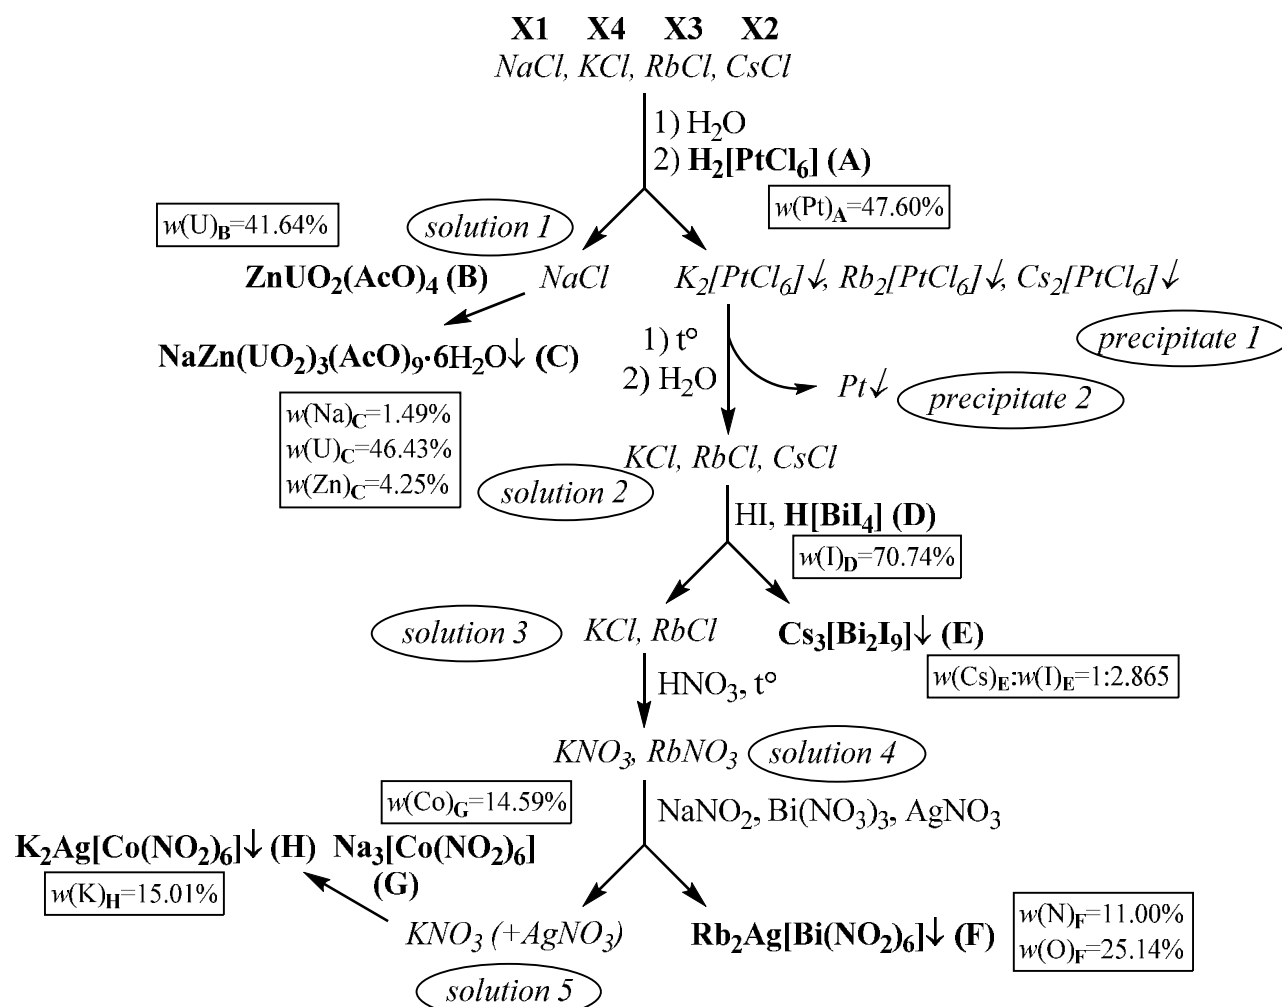 X1 X4 X3 X2
NaCl, KCl, RbCl, CsCl
1) H₂O
2) H₂[PtCl₆] (A)
w(Pt)A=47.60%
w(U)B=41.64%
solution 1
ZnUO₂(AcO)₄ (B)
NaCl
K₂[PtCl₆]↓, Rb₂[PtCl₆]↓, Cs₂[PtCl₆]↓
precipitate 1
NaZn(UO₂)₃(AcO)₉·6H₂O↓ (C)
1) t°
2) H₂O
Pt↓
precipitate 2
w(Na)C=1.49%
w(U)C=46.43%
w(Zn)C=4.25%
KCl, RbCl, CsCl
solution 2
HI, H[BiI₄] (D)
w(I)D=70.74%
solution 3
KCl, RbCl
Cs₃[Bi₂I₉]↓ (E)
w(Cs)E:w(I)E=1:2.865
HNO₃, t°
KNO₃, RbNO₃
solution 4
w(Co)G=14.59%
NaNO₂, Bi(NO₃)₃, AgNO₃
K₂Ag[Co(NO₂)₆]↓ (H)
Na₃[Co(NO₂)₆]
(G)
w(K)H=15.01%
KNO₃ (+AgNO₃)
Rb₂Ag[Bi(NO₂)₆]↓ (F)
w(N)F=11.00%
w(O)F=25.14%
solution 5